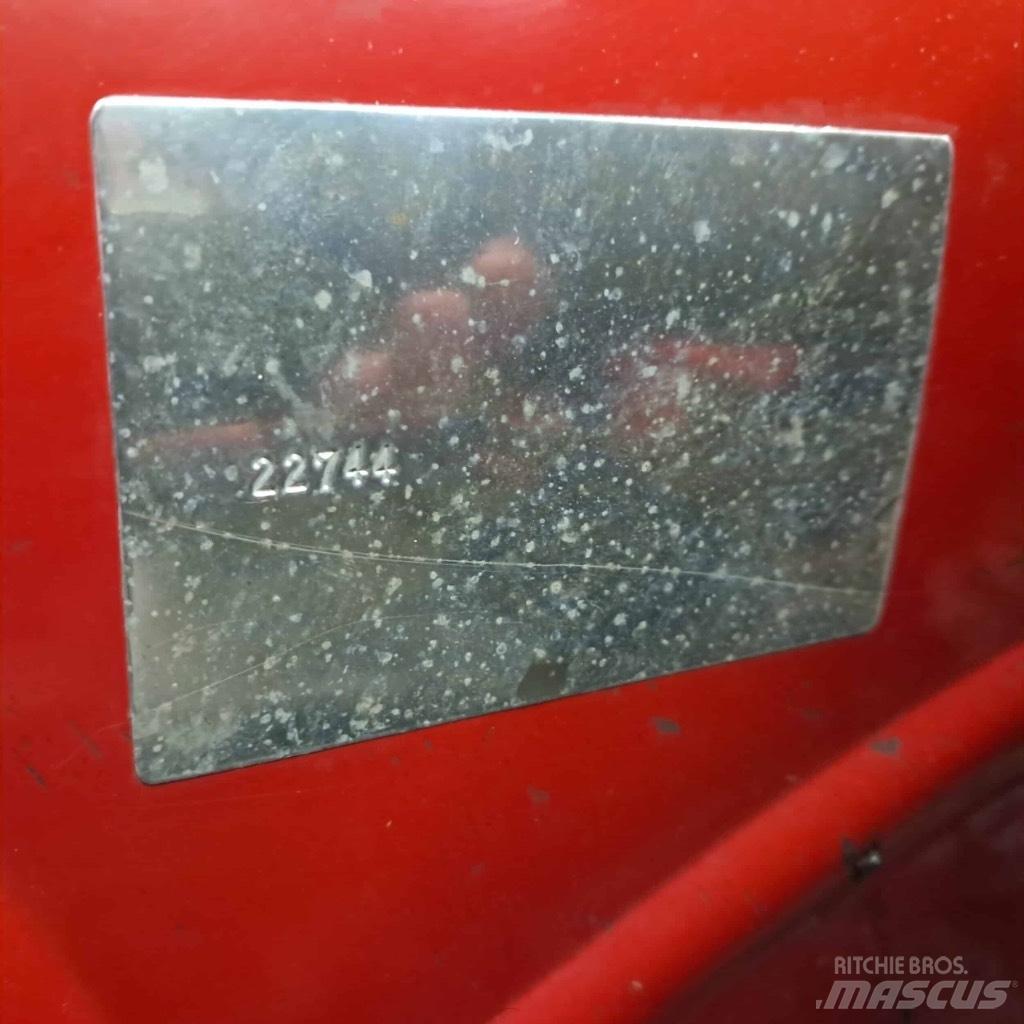 22744
RITCHIE BROS.
MASCUS